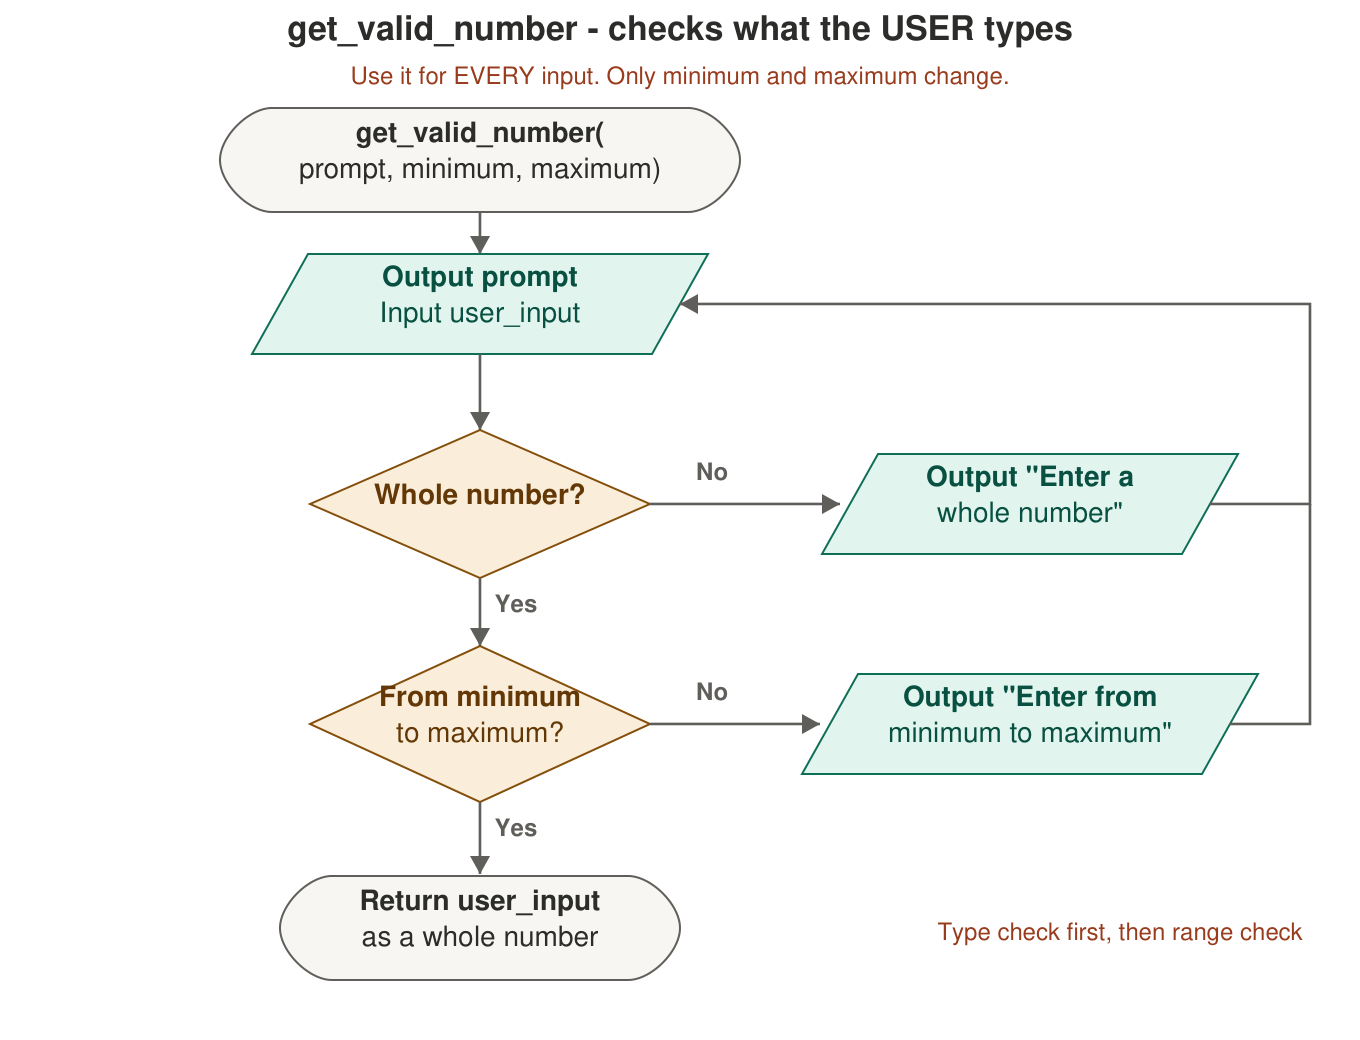 get_valid_number - checks what the USER types
Use it for EVERY input. Only minimum and maximum change.
get_valid_number(
prompt, minimum, maximum)
Output prompt
Input user_input
Whole number?
No
Output "Enter a
whole number"
Yes
From minimum
to maximum?
No
Output "Enter from
minimum to maximum"
Yes
Return user_input
as a whole number
Type check first, then range check